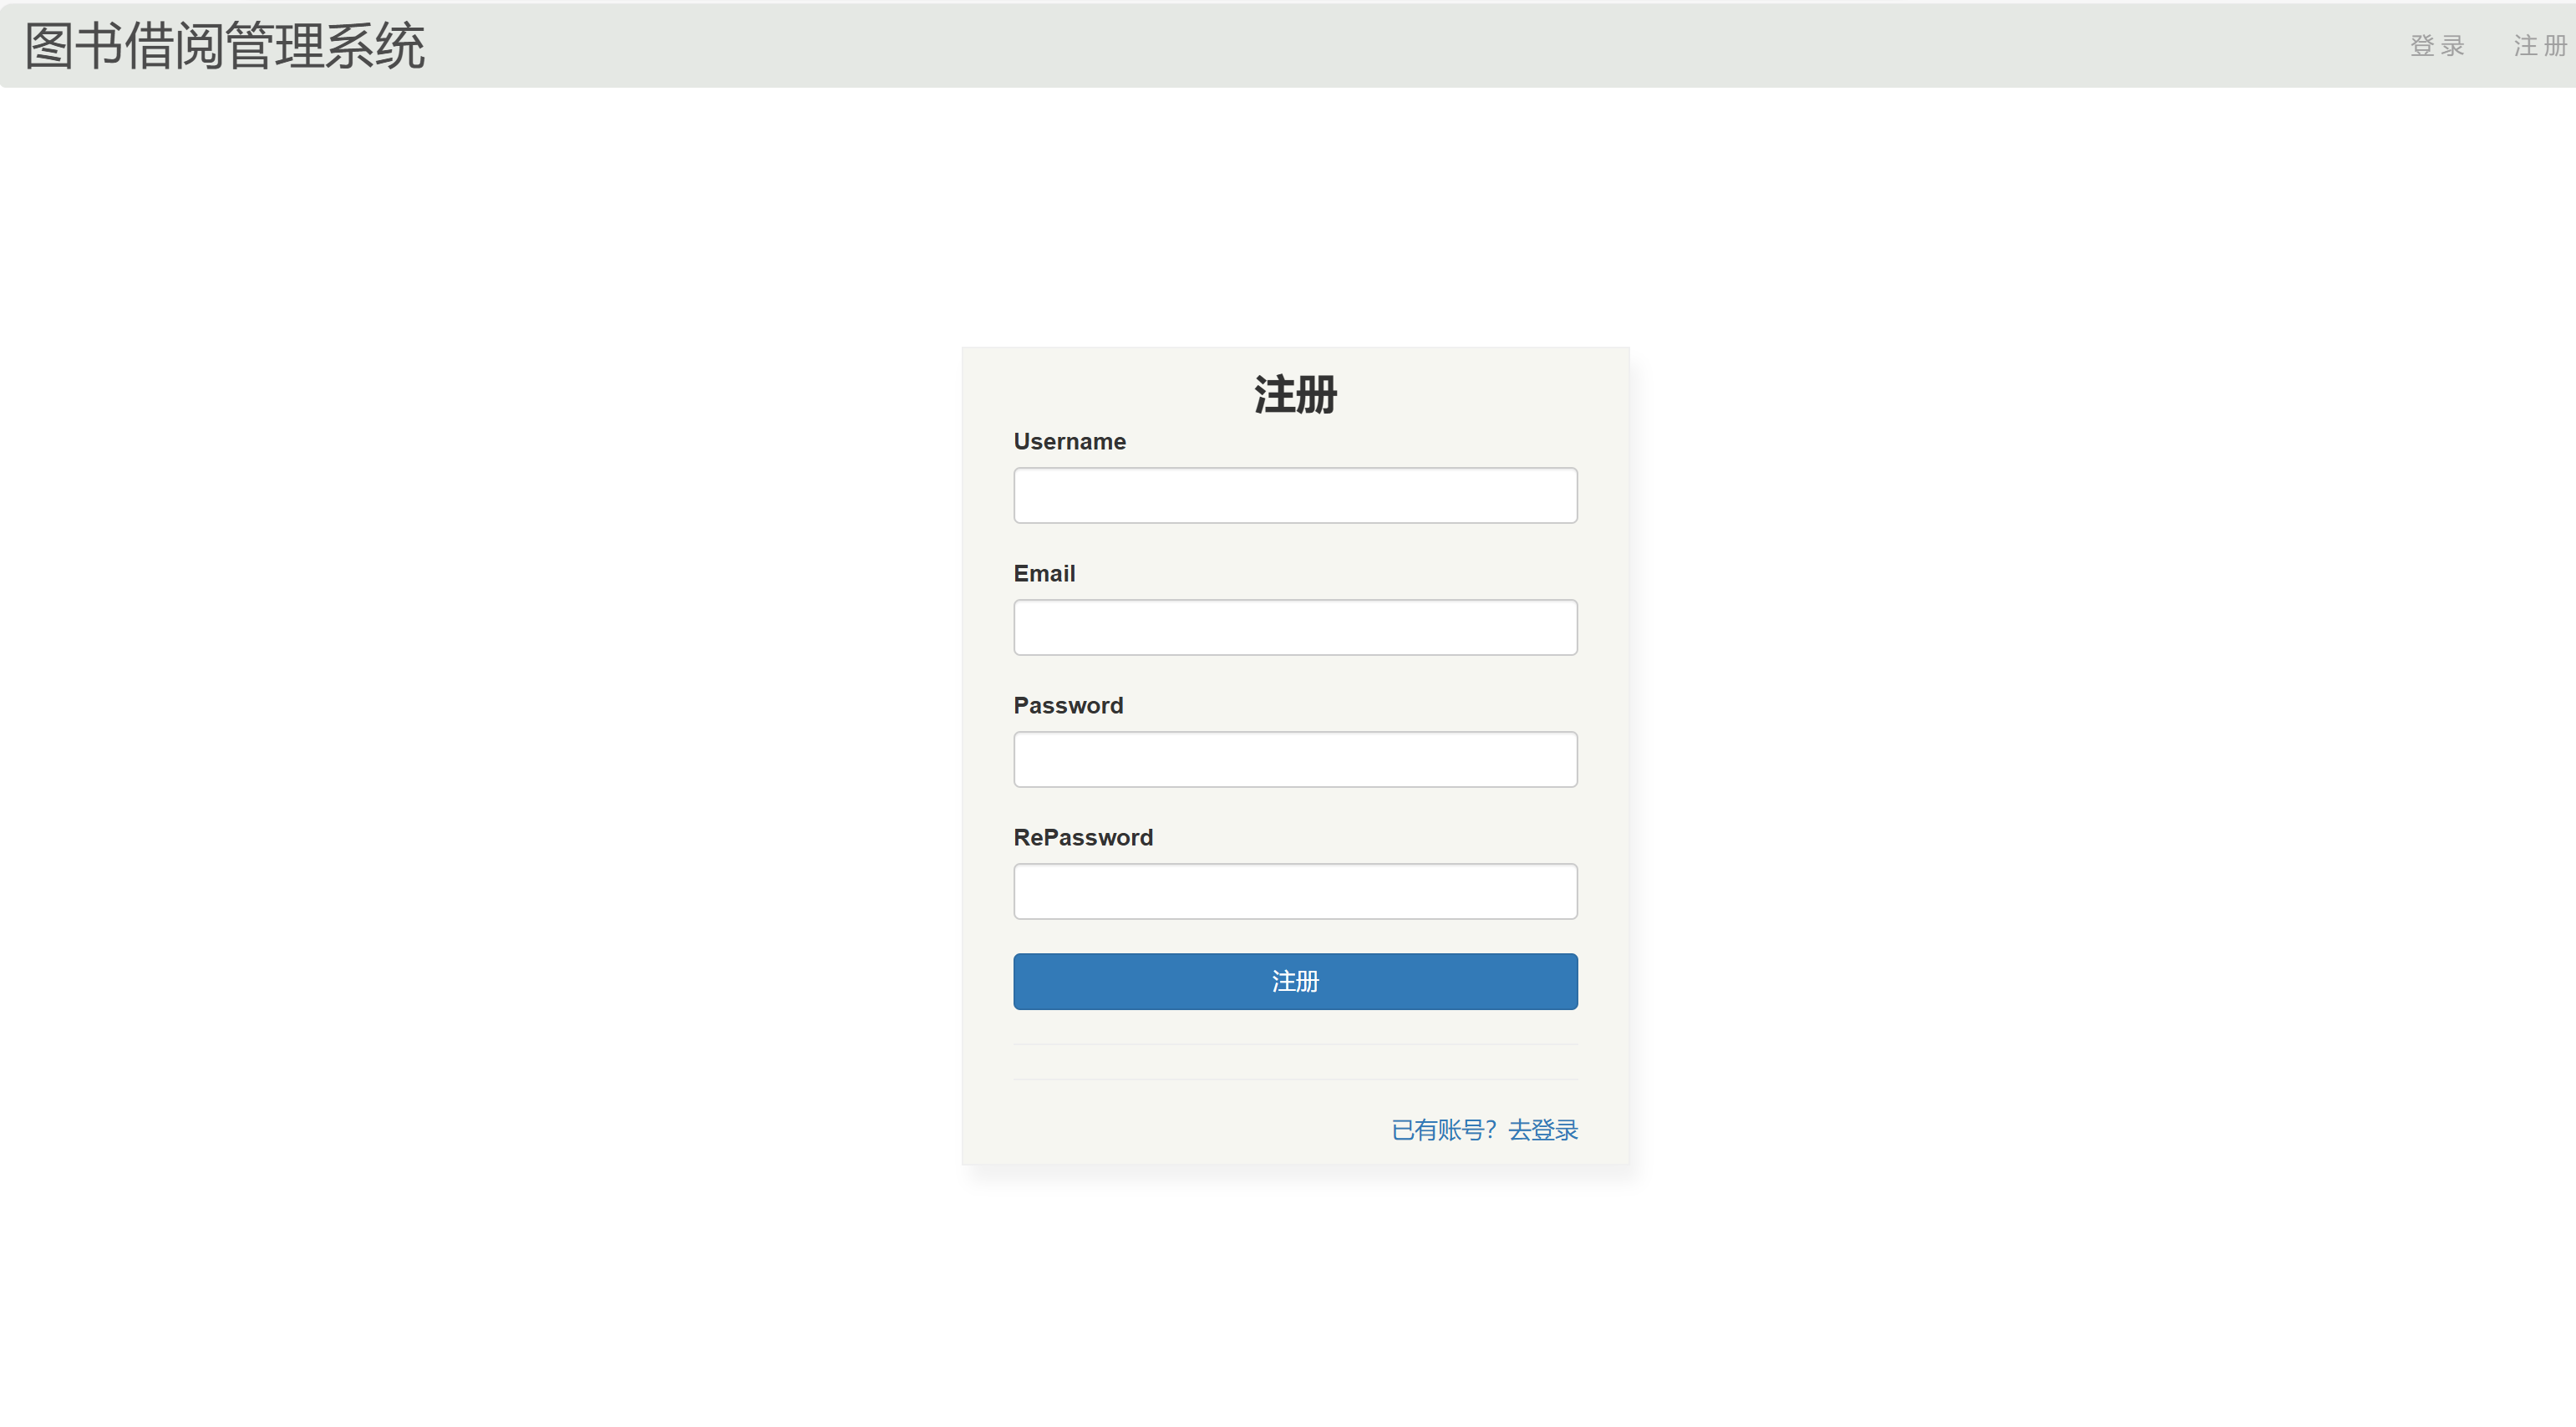 图书借阅管理系统
登 录 注 册
注册
Username
Email
Password
RePassword
注册
已有账号？去登录